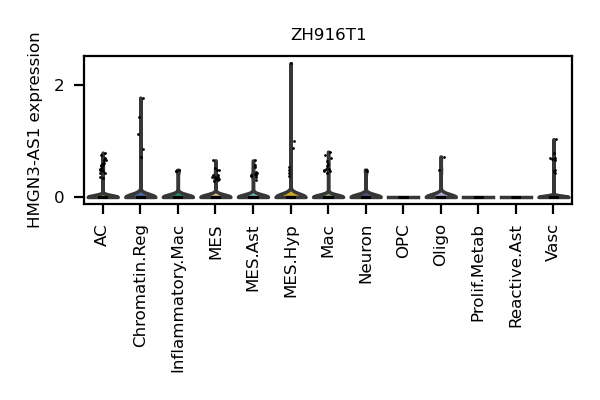 ZH916T1
HMGN3-AS1 expression
2
0
AC
Chromatin.Reg
Inflammatory.Mac
MES
MES.Ast
MES.Hyp
Mac
Neuron
OPC
Oligo
Prolif.Metab
Reactive.Ast
Vasc